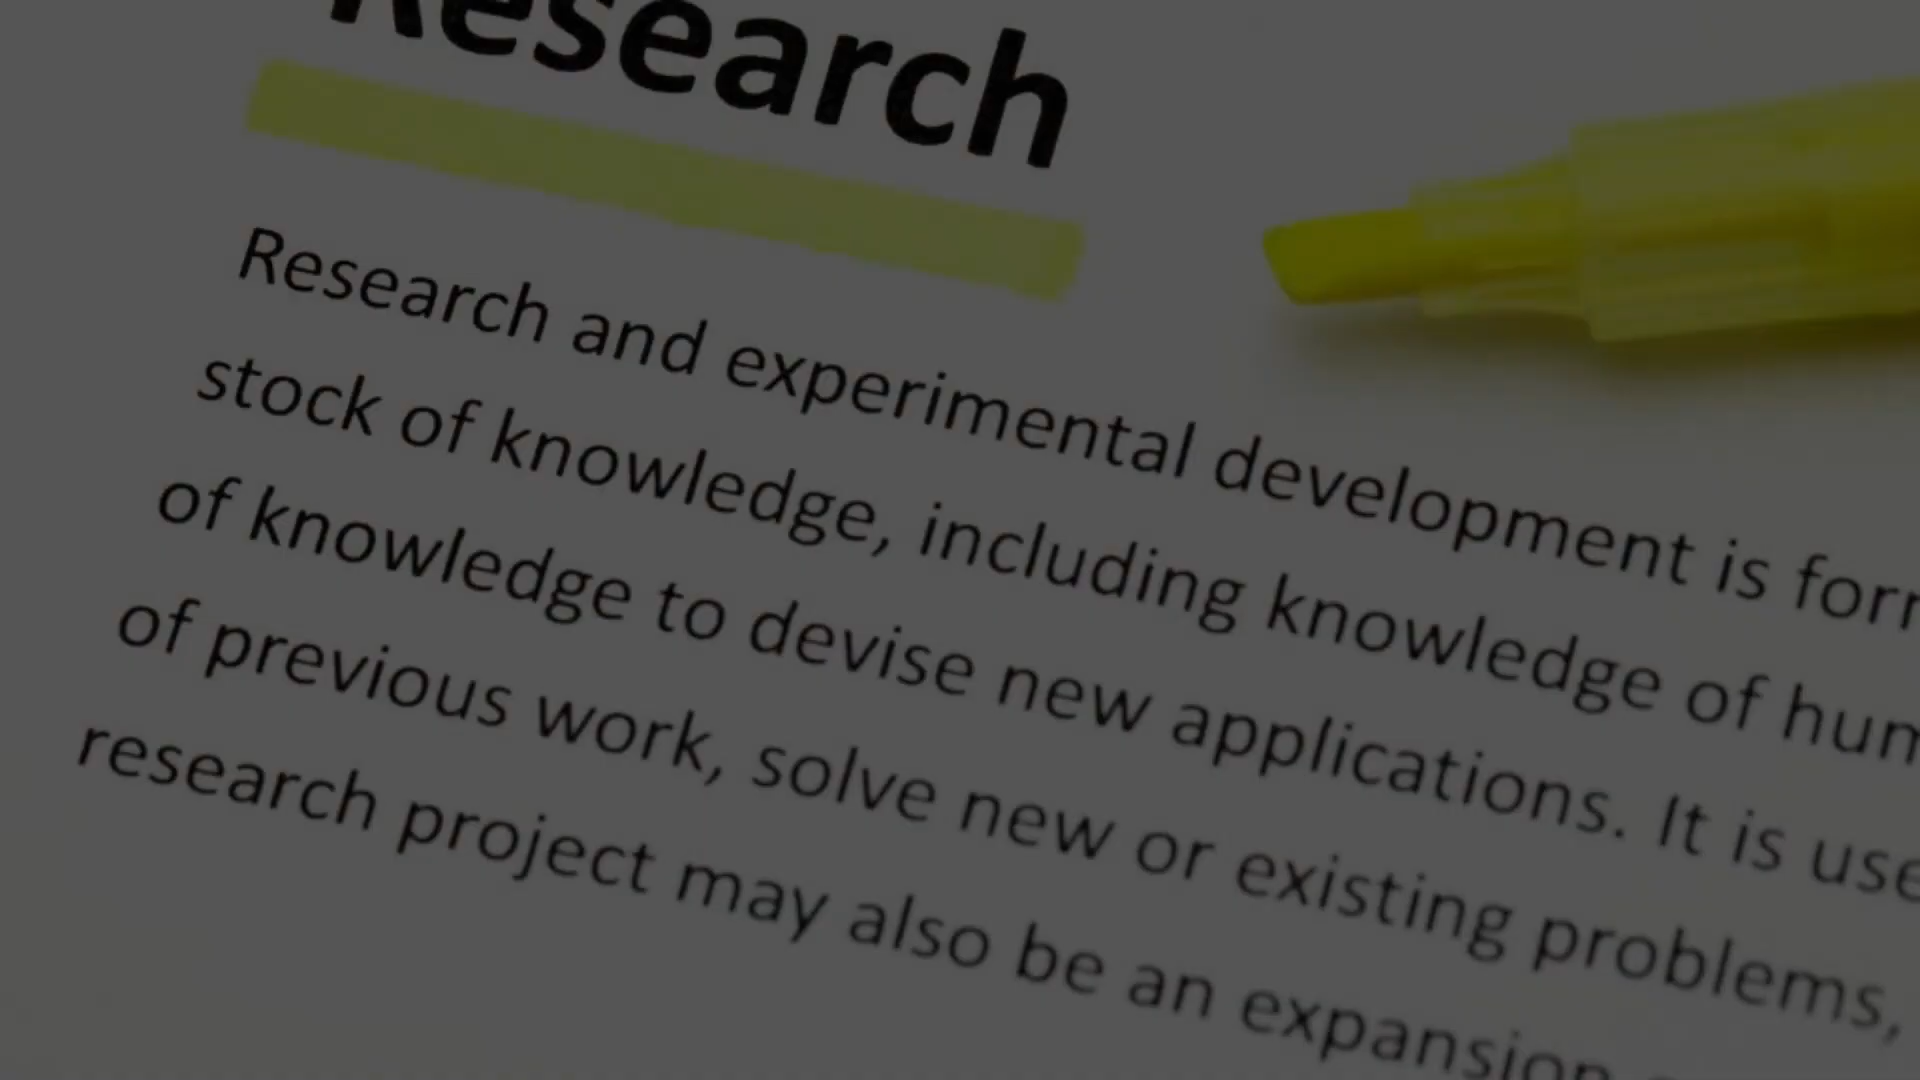 Research
Research and experimental development is
stock of knowledge, including knowledge of
of knowledge to devise new applications. It is
of previous work, solve new or existing problems,
research project may also be an expansion